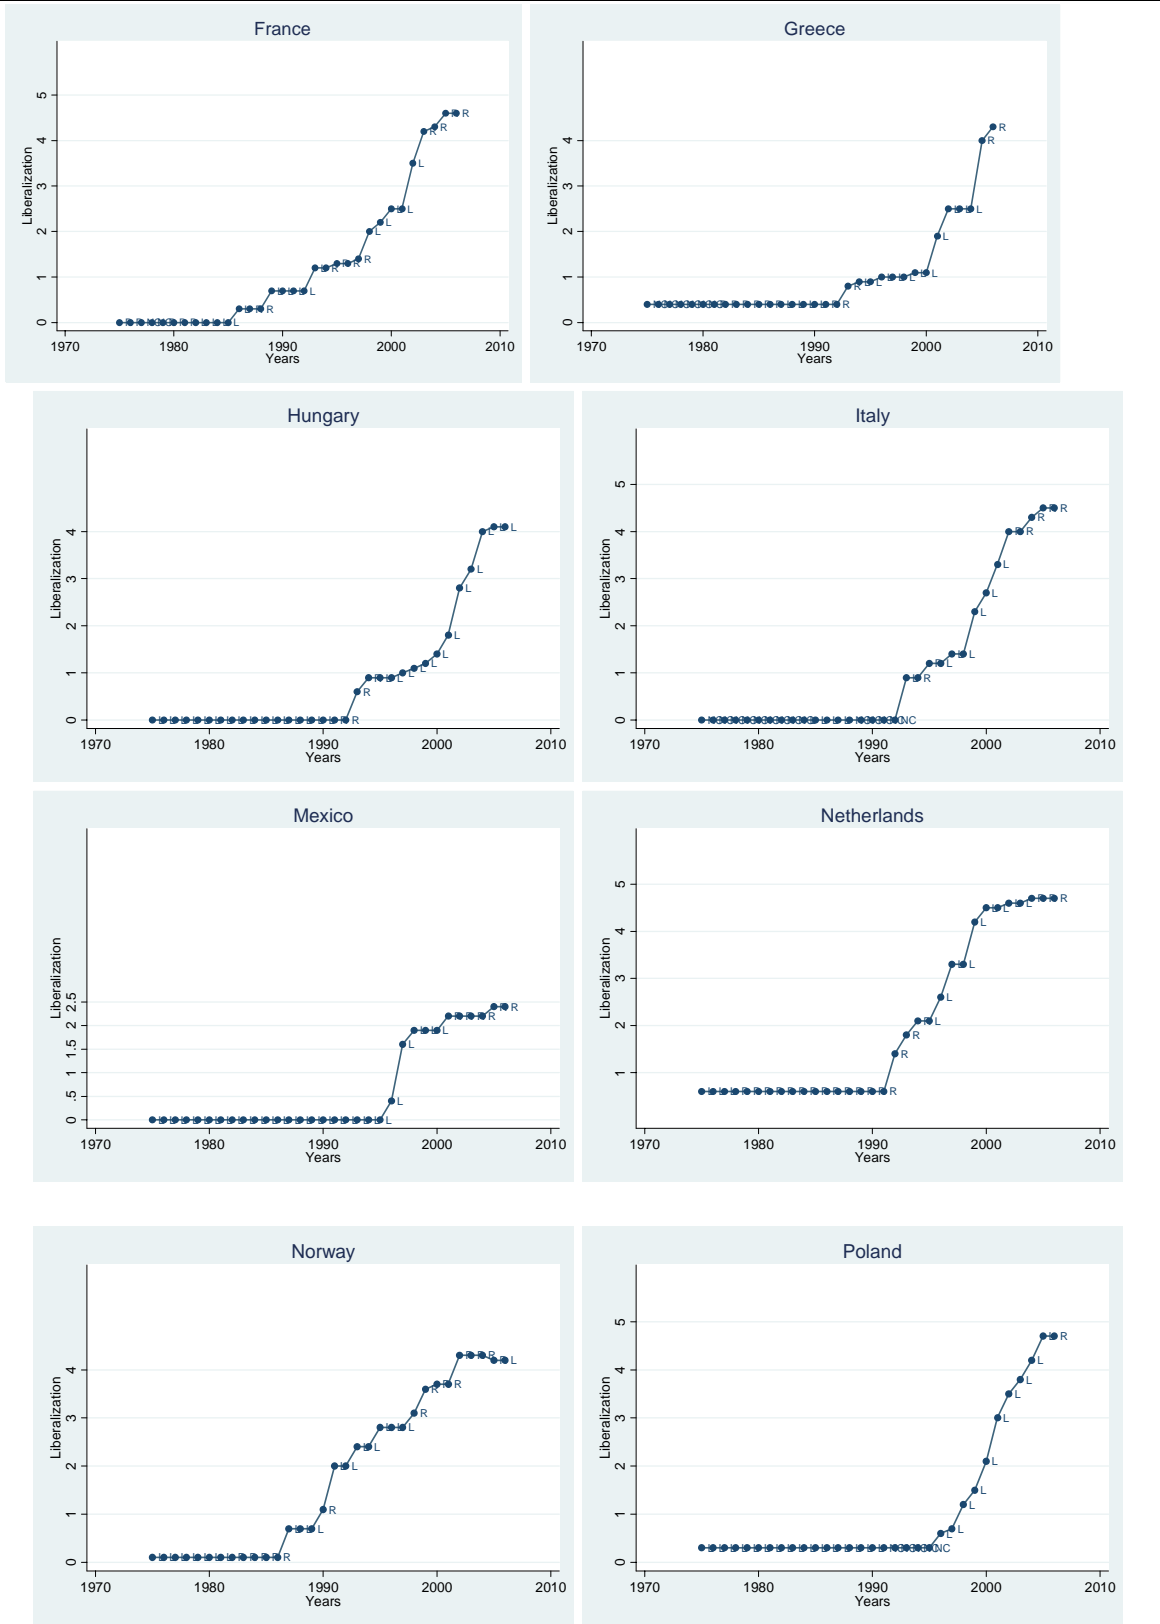 France
Liberalization
0 1 2 3 4 5
1970 1980 1990 2000 2010
Years
Greece
Liberalization
0 1 2 3 4
1970 1980 1990 2000 2010
Years
Hungary
Liberalization
0 1 2 3 4
1970 1980 1990 2000 2010
Years
Italy
Liberalization
0 1 2 3 4 5
NC
1970 1980 1990 2000 2010
Years
Mexico
Liberalization
0 .5 1 1.5 2 2.5
1970 1980 1990 2000 2010
Years
Netherlands
Liberalization
1 2 3 4 5
1970 1980 1990 2000 2010
Years
Norway
Liberalization
0 1 2 3 4
1970 1980 1990 2000 2010
Years
Poland
Liberalization
0 1 2 3 4 5
NC
1970 1980 1990 2000 2010
Years